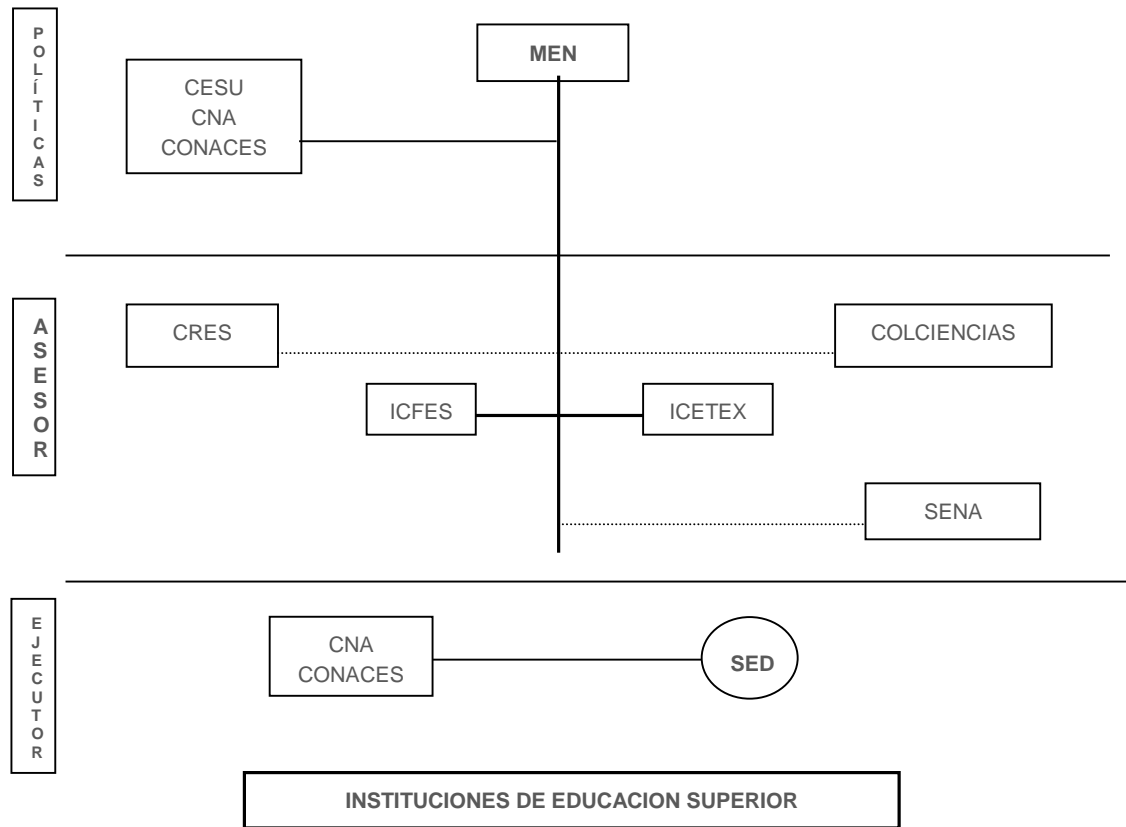 POLÍTICAS
MEN
CESU
CNA
CONACES
ASESOR
CRES
COLCIENCIAS
ICFES
ICETEX
SENA
EJECUTOR
CNA
CONACES
SED
INSTITUCIONES DE EDUCACION SUPERIOR